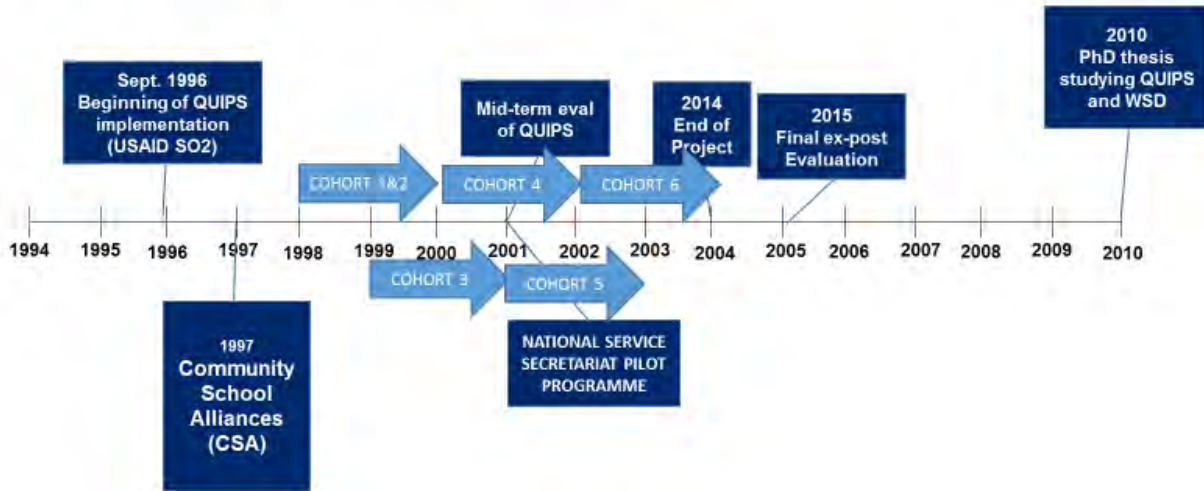 Sept. 1996
Beginning of QUIPS
implementation
(USAID SO2)
Mid-term eval
of QUIPS
2014
End of
Project
2015
Final ex-post
Evaluation
2010
PhD thesis
studying QUIPS
and WSD
COHORT 1&2
COHORT 4
COHORT 6
1994 1995 1996 1997 1998 1999 2000 2001 2002 2003 2004 2005 2006 2007 2008 2009 2010
COHORT 3
COHORT 5
1997
Community
School
Alliances
(CSA)
NATIONAL SERVICE
SECRETARIAT PILOT
PROGRAMME